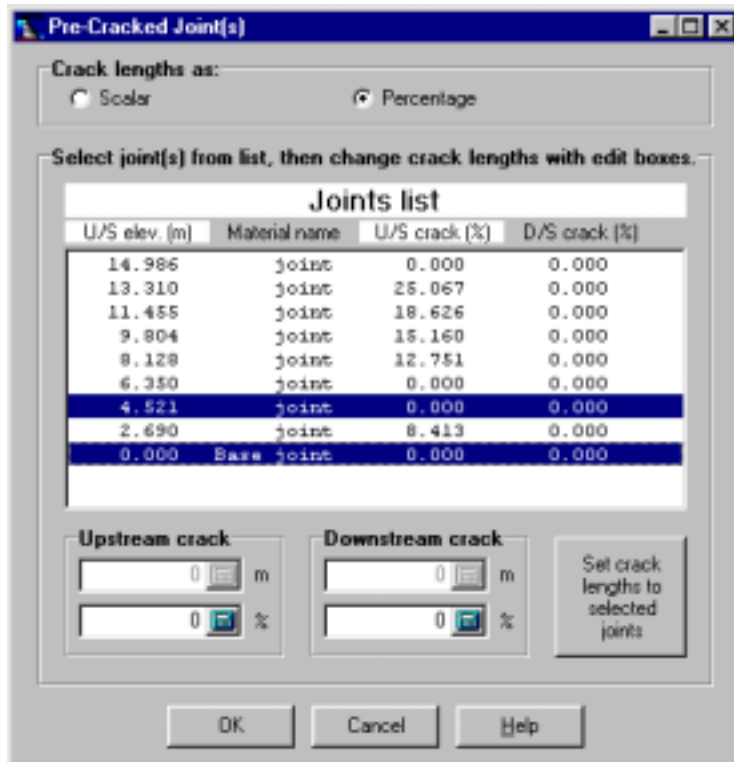 Pre-Cracked Joint(s)
Crack lengths as:
Scalar Percentage
Select joint(s) from list, then change crack lengths with edit boxes.
Joints list
U/S elev. (m) Material name U/S crack (%) D/S crack (%)
14.986 joint 0.000 0.000
13.310 joint 25.067 0.000
11.455 joint 18.626 0.000
9.804 joint 15.160 0.000
8.128 joint 12.751 0.000
6.350 joint 0.000 0.000
4.521 joint 0.000 0.000
2.690 joint 8.413 0.000
0.000 Base joint 0.000 0.000
Upstream crack
0 m
0 %
Downstream crack
0 m
0 %
Set crack
lengths to
selected
joints
OK Cancel Help